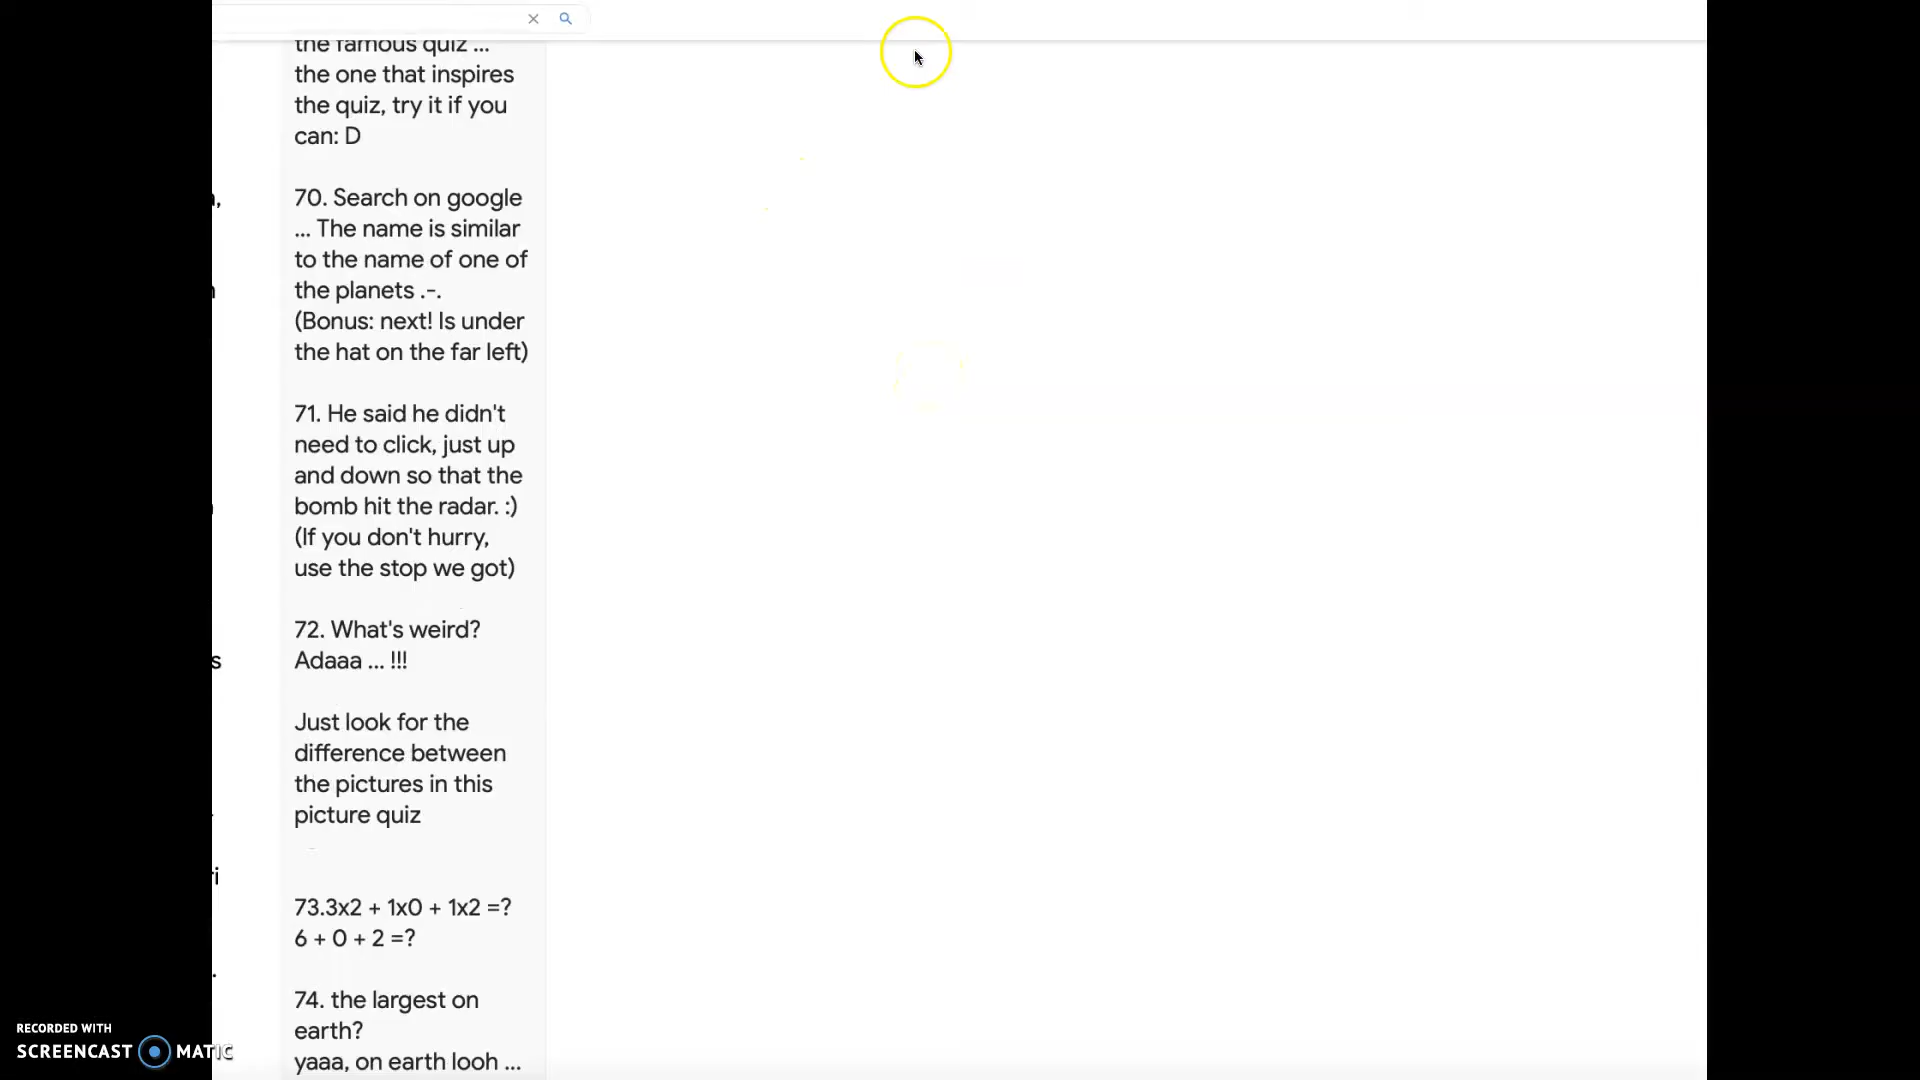 the famous quiz ...
the one that inspires
the quiz, try it if you
can: D
70. Search on google
... The name is similar
to the name of one of
the planets .-.
(Bonus: next! Is under
the hat on the far left)
71. He said he didn't
need to click, just up
and down so that the
bomb hit the radar. :)
(If you don't hurry,
use the stop we got)
72. What's weird?
Adaaa ... !!!
Just look for the
difference between
the pictures in this
picture quiz
73.3x2 + 1x0 + 1x2 =?
6 + 0 + 2 =?
74. the largest on
earth?
yaaa, on earth looh ...
RECORDED WITH
SCREENCAST MATIC